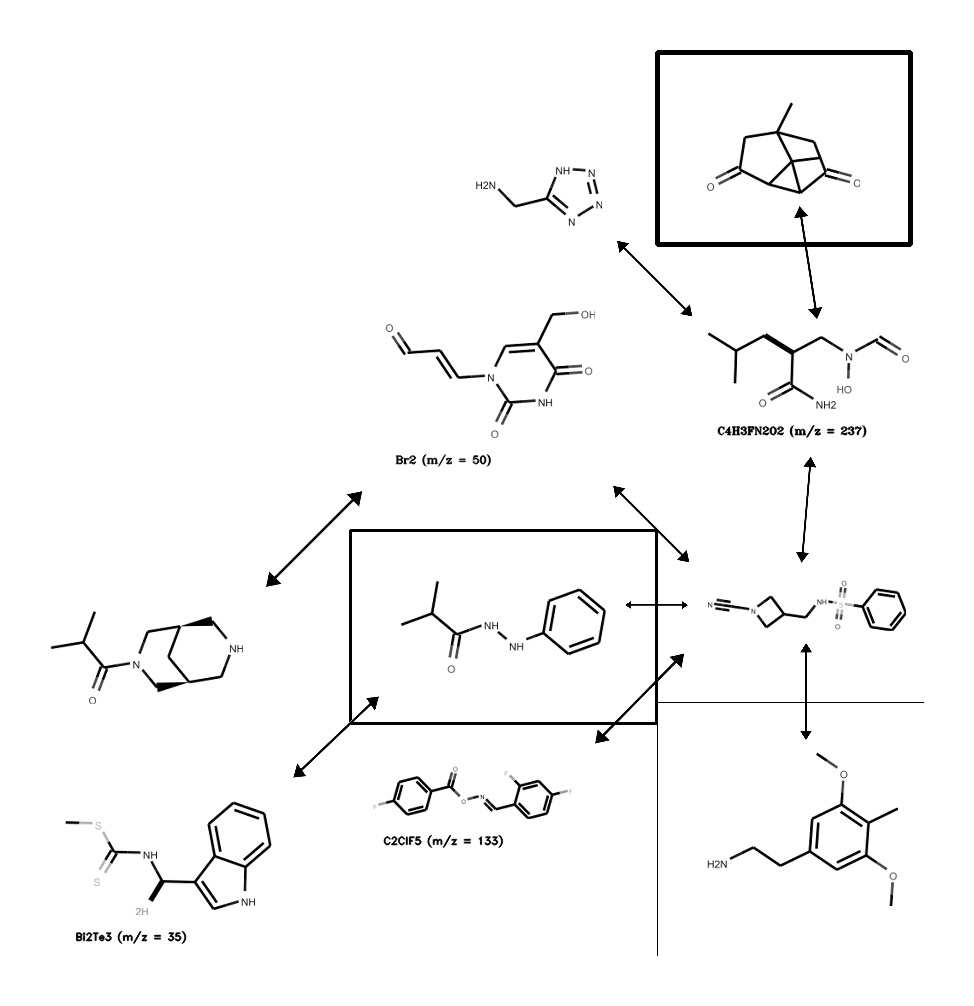 NH
N
N
N
H2N
O
O
OH
O
N
O
NH
O
O
N
HO
O
NH2
C4H3FN2O2 (m/z = 237)
Br2 (m/z = 50)
N
N
NH
S
O
O
NH
NH
O
N
O
NH
F
O
O
N
F
F
C2ClF5 (m/z = 133)
O
O
H2N
S
S
NH
2H
NH
Bi2Te3 (m/z = 35)